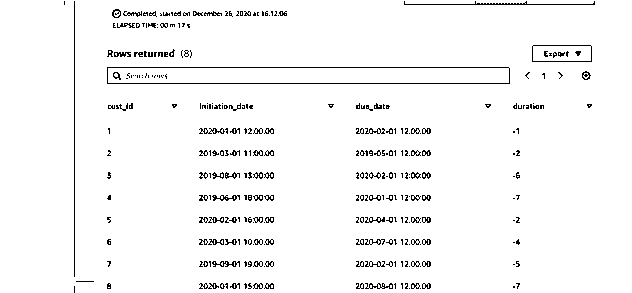 Completed, started on December 26, 2020 at 16.12.06
ELAPSED TIME: 00 m 17 s
Rows returned (8)
Export
Search rows
1
cust_id initiation_date due_date duration
1 2020-01-01 12.00.00 2020-02-01 12.00.00 -1
2 2019-03-01 11:00:00 2019-05-01 12.00:00 -2
3 2019-08-01 13:00:00 2020-02-01 12:00:00 -6
4 2019-06-01 18:00:00 2020-01-01 12:00:00 -7
5 2020-02-01 16:00:00 2020-04-01 12:00:00 -2
6 2020-03-01 10:00:00 2020-07-01 12:00:00 -4
7 2019-09-01 19.00.00 2020-02-01 12.00.00 -5
8 2020-01-01 15:00:00 2020-08-01 12:00:00 -7